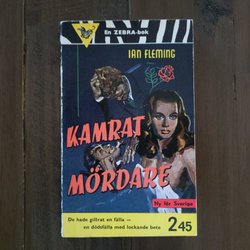 En ZEBRA-bok
IAN FLEMING
KAMRAT
MÖRDARE
Ny för Sverige
De hade gillrat en fälla —
en dödsfälla med lockande bete
2.45